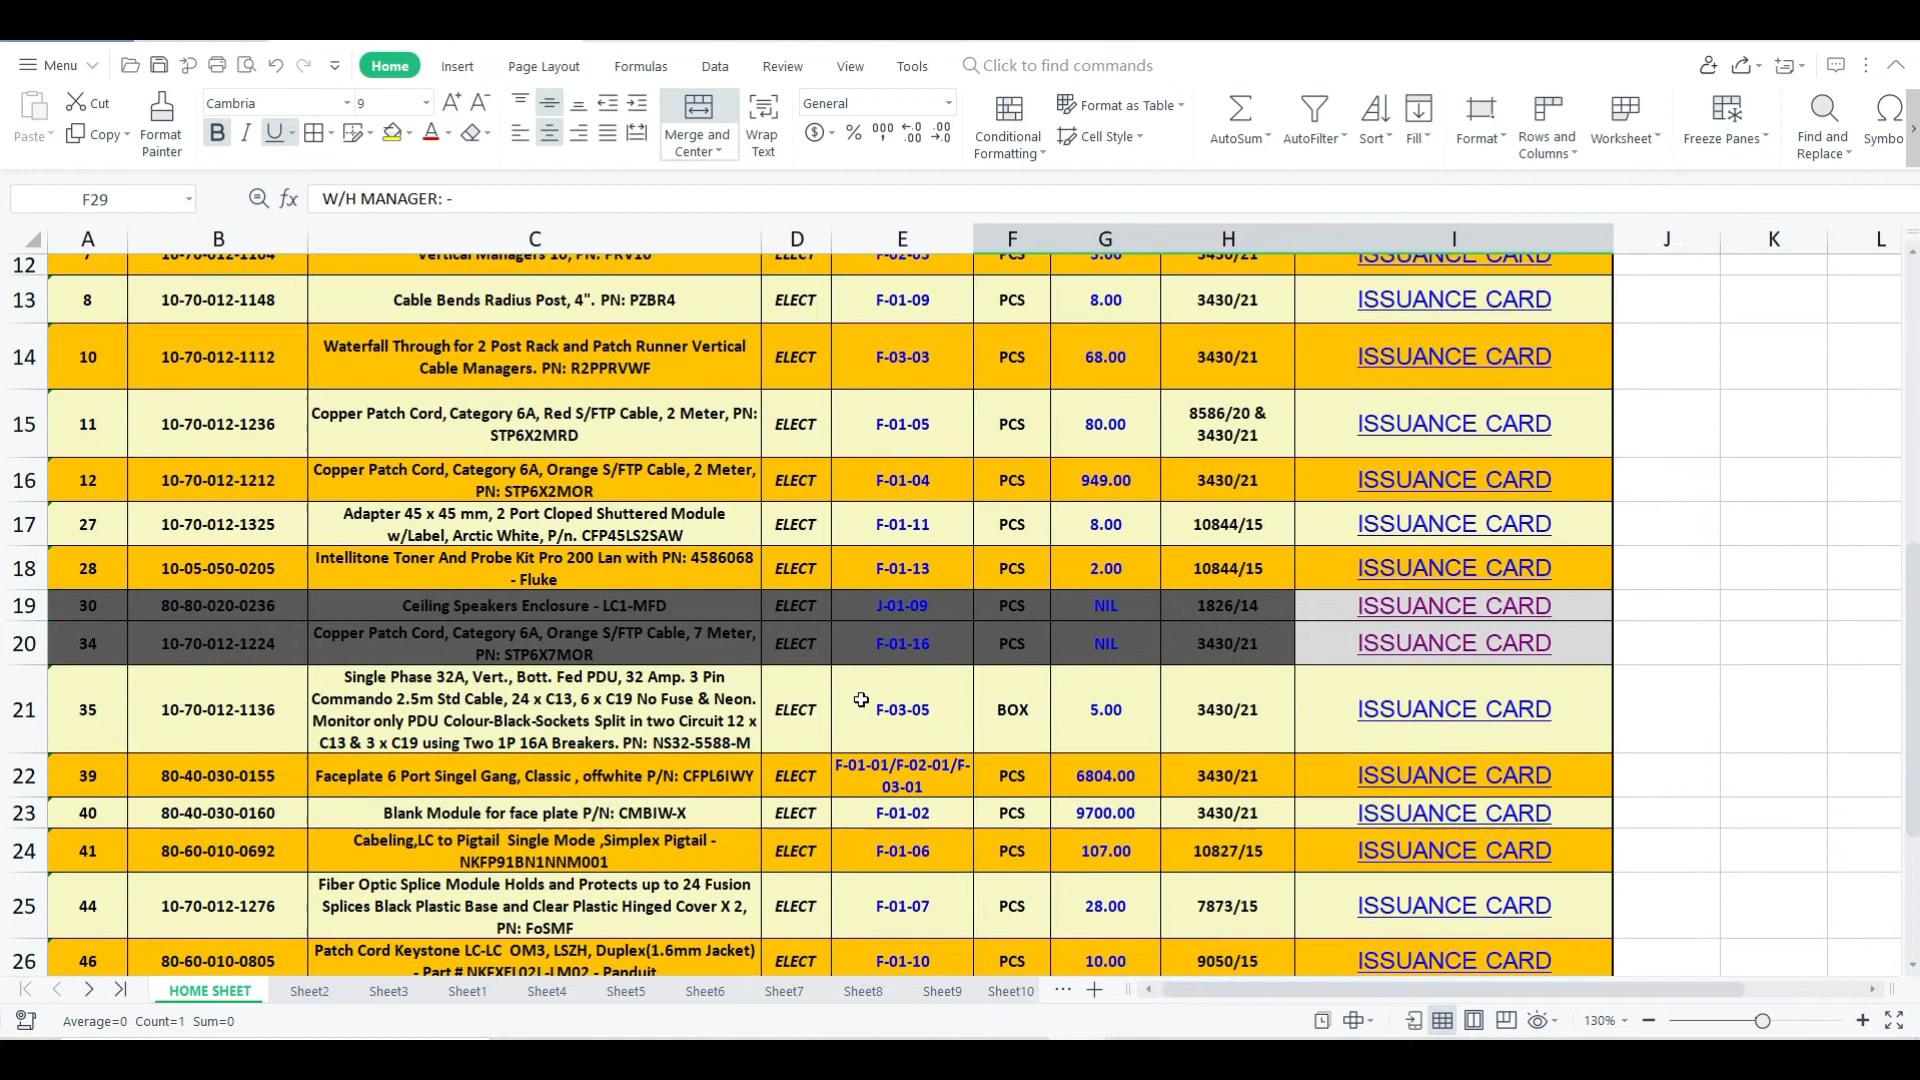 Menu Home Insert Page Layout Formulas Data Review View Tools Click to find commands
Paste Cut Copy Format Painter Cambria 9 B I U Merge and Center Wrap Text General Conditional Formatting Format as Table Cell Style AutoSum AutoFilter Sort Fill Format Rows and Columns Worksheet Freeze Panes Find and Replace Symbo
F29 fx W/H MANAGER: -
A B C D E F G H I J K L
12 7 10-70-012-1164 Vertical Managers 10, PN: PRV10 ELECT F-02-03 PCS 3.00 3430/21 ISSUANCE CARD
13 8 10-70-012-1148 Cable Bends Radius Post, 4". PN: PZBR4 ELECT F-01-09 PCS 8.00 3430/21 ISSUANCE CARD
14 10 10-70-012-1112 Waterfall Through for 2 Post Rack and Patch Runner Vertical
Cable Managers. PN: R2PPRVWF ELECT F-03-03 PCS 68.00 3430/21 ISSUANCE CARD
15 11 10-70-012-1236 Copper Patch Cord, Category 6A, Red S/FTP Cable, 2 Meter, PN:
STP6X2MRD ELECT F-01-05 PCS 80.00 8586/20 &
3430/21 ISSUANCE CARD
16 12 10-70-012-1212 Copper Patch Cord, Category 6A, Orange S/FTP Cable, 2 Meter,
PN: STP6X2MOR ELECT F-01-04 PCS 949.00 3430/21 ISSUANCE CARD
17 27 10-70-012-1325 Adapter 45 x 45 mm, 2 Port Cloped Shuttered Module
w/Label, Arctic White, P/n. CFP45LS2SAW ELECT F-01-11 PCS 8.00 10844/15 ISSUANCE CARD
18 28 10-05-050-0205 Intellitone Toner And Probe Kit Pro 200 Lan with PN: 4586068
- Fluke ELECT F-01-13 PCS 2.00 10844/15 ISSUANCE CARD
19 30 80-80-020-0236 Ceiling Speakers Enclosure - LC1-MFD ELECT J-01-09 PCS NIL 1826/14 ISSUANCE CARD
20 34 10-70-012-1224 Copper Patch Cord, Category 6A, Orange S/FTP Cable, 7 Meter,
PN: STP6X7MOR ELECT F-01-16 PCS NIL 3430/21 ISSUANCE CARD
21 35 10-70-012-1136 Single Phase 32A, Vert., Bott. Fed PDU, 32 Amp. 3 Pin
Commando 2.5m Std Cable, 24 x C13, 6 x C19 No Fuse & Neon.
Monitor only PDU Colour-Black-Sockets Split in two Circuit 12 x
C13 & 3 x C19 using Two 1P 16A Breakers. PN: NS32-5588-M ELECT F-03-05 BOX 5.00 3430/21 ISSUANCE CARD
22 39 80-40-030-0155 Faceplate 6 Port Singel Gang, Classic , offwhite P/N: CFPL6IWY ELECT F-01-01/F-02-01/F-
03-01 PCS 6804.00 3430/21 ISSUANCE CARD
23 40 80-40-030-0160 Blank Module for face plate P/N: CMBIW-X ELECT F-01-02 PCS 9700.00 3430/21 ISSUANCE CARD
24 41 80-60-010-0692 Cabeling,LC to Pigtail Single Mode ,Simplex Pigtail -
NKFP91BN1NNM001 ELECT F-01-06 PCS 107.00 10827/15 ISSUANCE CARD
25 44 10-70-012-1276 Fiber Optic Splice Module Holds and Protects up to 24 Fusion
Splices Black Plastic Base and Clear Plastic Hinged Cover X 2,
PN: FoSMF ELECT F-01-07 PCS 28.00 7873/15 ISSUANCE CARD
26 46 80-60-010-0805 Patch Cord Keystone LC-LC OM3, LSZH, Duplex(1.6mm Jacket)
- Part # - Panduit ELECT F-01-10 PCS 10.00 9050/15 ISSUANCE CARD
HOME SHEET Sheet2 Sheet3 Sheet1 Sheet4 Sheet5 Sheet6 Sheet7 Sheet8 Sheet9 Sheet10 ...
Average=0 Count=1 Sum=0 130%